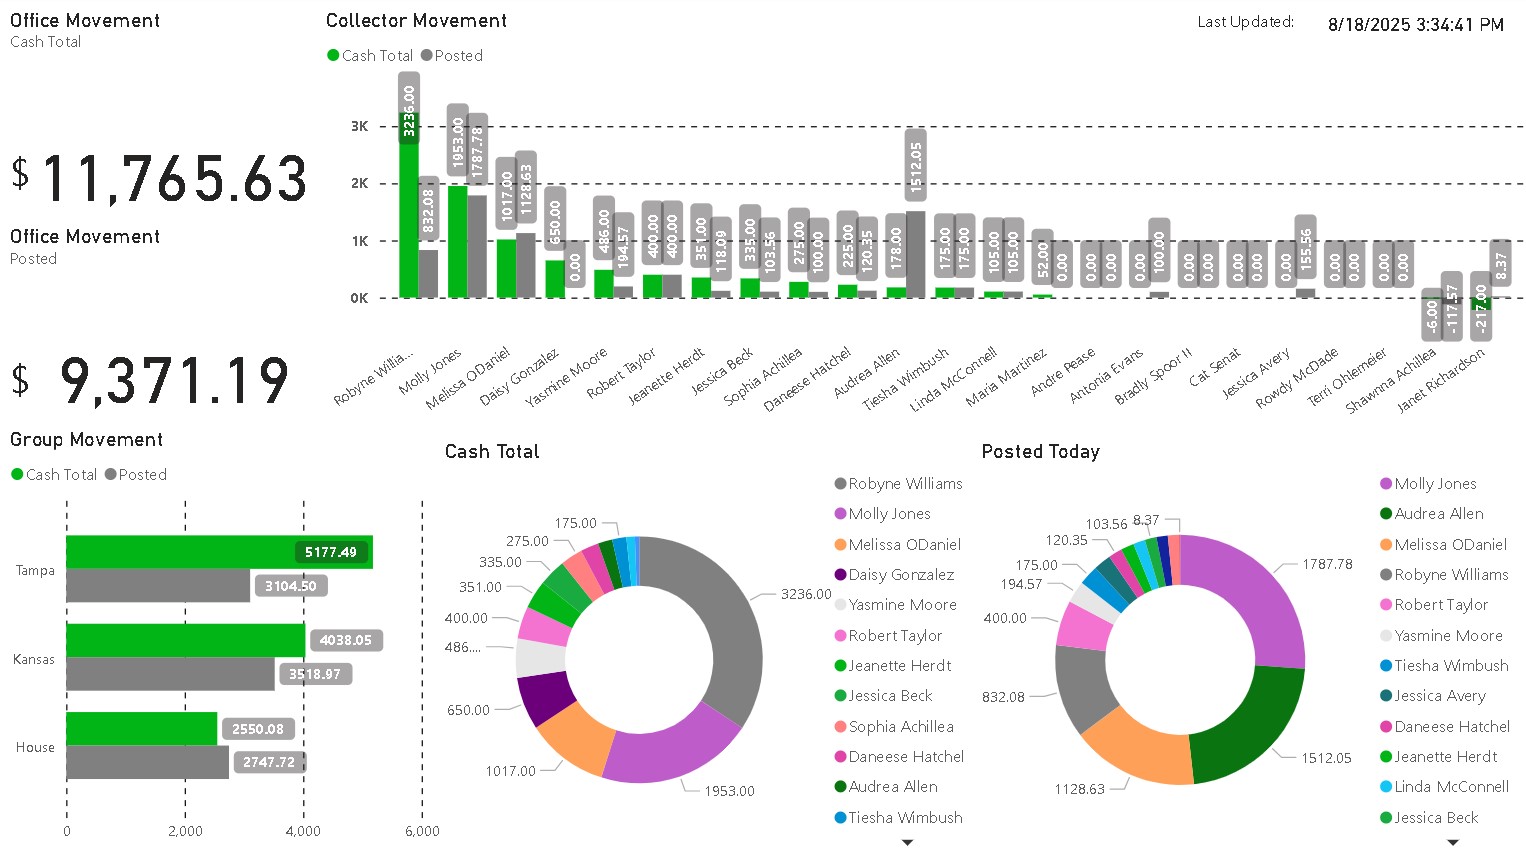 Office Movement
Cash Total
$ 11,765.63
Office Movement
Posted
$ 9,371.19
Collector Movement
Cash Total Posted
Last Updated: 8/18/2025 3:34:41 PM
3K
2K
1K
0K
3236.00 832.08 1953.00 1787.78 1017.00 1128.63 650.00 0.00 486.00 194.57 400.00 400.00 351.00 118.09 335.00 103.56 275.00 100.00 225.00 120.35 178.00 1512.05 175.00 175.00 105.00 105.00 52.00 0.00 0.00 0.00 0.00 100.00 0.00 0.00 0.00 0.00 0.00 155.56 0.00 0.00 0.00 0.00 -6.00 -117.57 -217.00 8.37
Robyne Willia...
Molly Jones
Melissa ODaniel
Daisy Gonzalez
Yasmine Moore
Robert Taylor
Jeanette Herdt
Jessica Beck
Sophia Achillea
Daneese Hatchel
Audrea Allen
Tiesha Wimbush
Linda McConnell
Maria Martinez
Andre Pease
Antonia Evans
Bradly Spoor II
Cat Senat
Jessica Avery
Rowdy McDade
Terri Ohlemeier
Shawnna Achillea
Janet Richardson
Group Movement
Cash Total Posted
Tampa
5177.49
3104.50
Kansas
4038.05
3518.97
House
2550.08
2747.72
0 2,000 4,000 6,000
Cash Total
175.00
275.00
335.00
351.00
400.00
486....
650.00
1017.00
1953.00
3236.00
Robyne Williams
Molly Jones
Melissa ODaniel
Daisy Gonzalez
Yasmine Moore
Robert Taylor
Jeanette Herdt
Jessica Beck
Sophia Achillea
Daneese Hatchel
Audrea Allen
Tiesha Wimbush
Posted Today
8.37
103.56
120.35
175.00
194.57
400.00
832.08
1128.63
1512.05
1787.78
Molly Jones
Audrea Allen
Melissa ODaniel
Robyne Williams
Robert Taylor
Yasmine Moore
Tiesha Wimbush
Jessica Avery
Daneese Hatchel
Jeanette Herdt
Linda McConnell
Jessica Beck